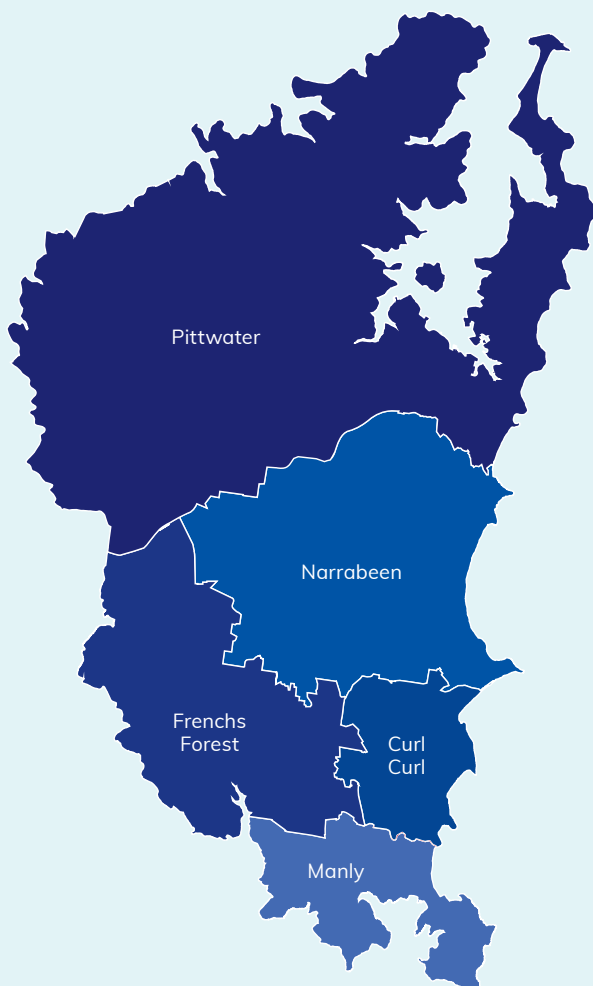 Pittwater
Narrabeen
Frenchs
Forest
Curl
Curl
Manly